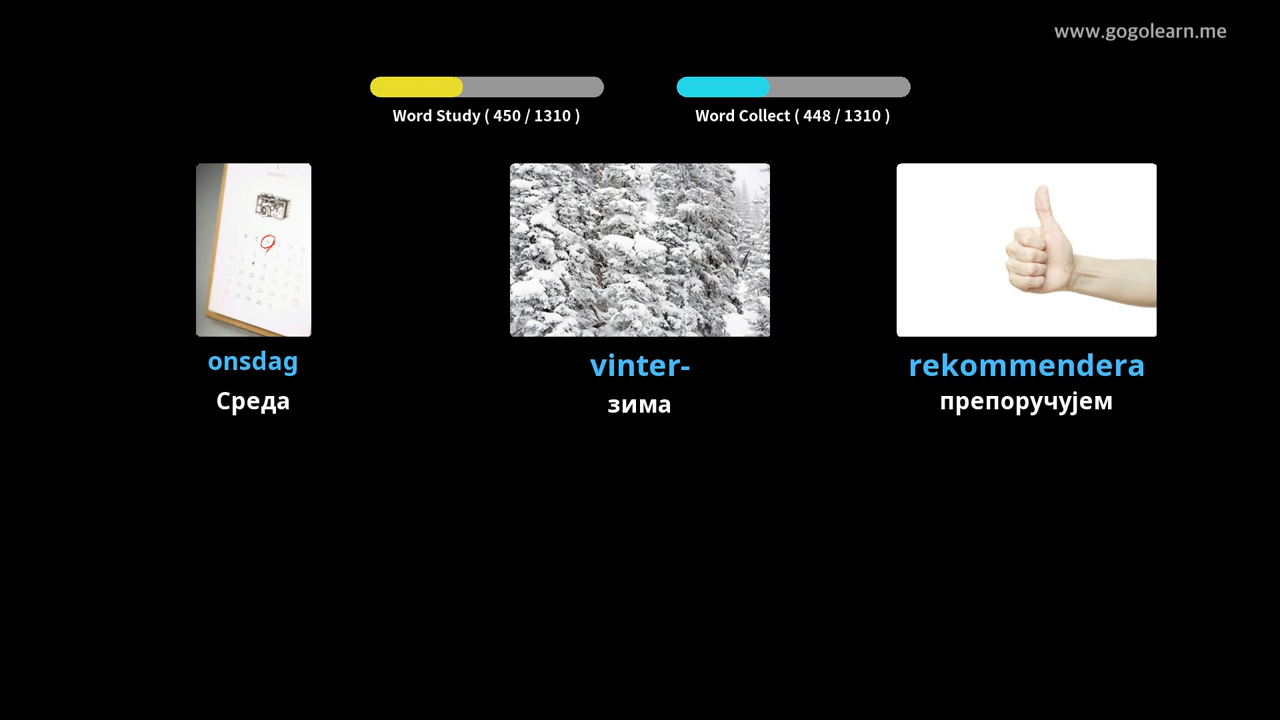 www.gogolearn.me
Word Study ( 450 / 1310 )
Word Collect ( 448 / 1310 )
onsdag
Среда
vinter-
зима
rekommendera
препоручујем